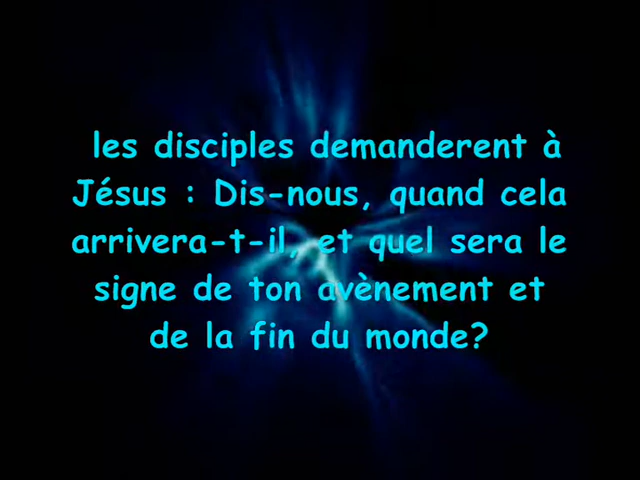 les disciples demanderent à
Jésus : Dis-nous, quand cela
arrivera-t-il, et quel sera le
signe de ton avènement et
de la fin du monde?